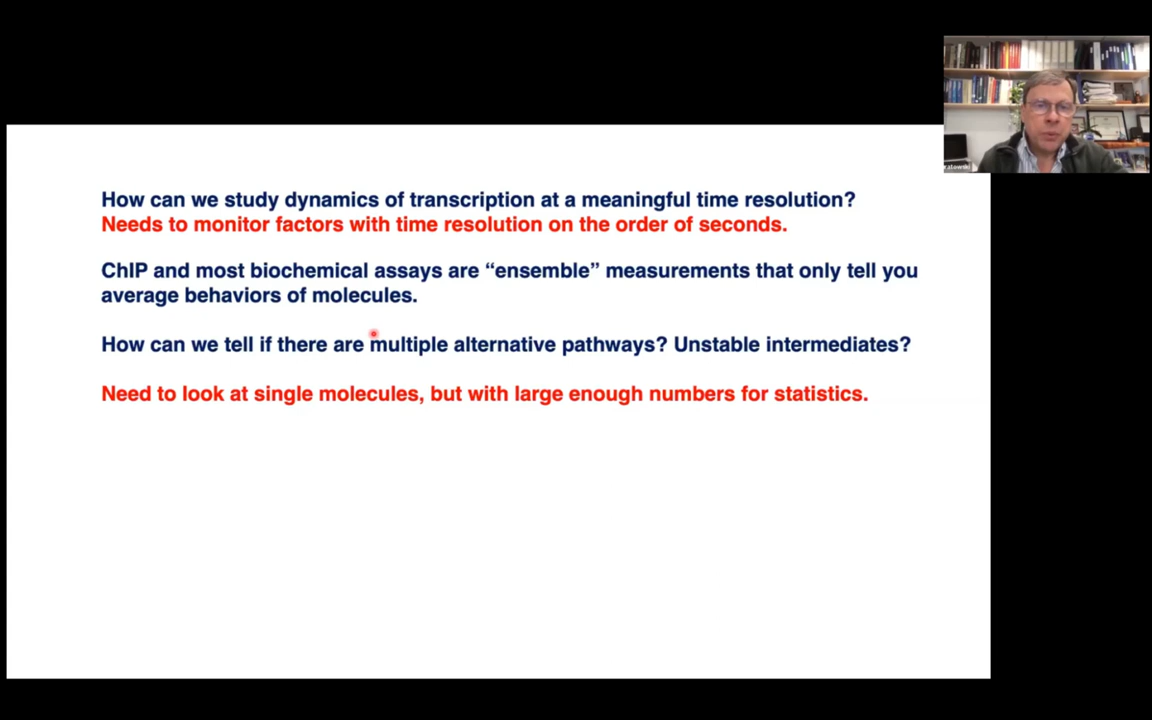 How can we study dynamics of transcription at a meaningful time resolution?
Needs to monitor factors with time resolution on the order of seconds.
ChIP and most biochemical assays are “ensemble” measurements that only tell you
average behaviors of molecules.
How can we tell if there are multiple alternative pathways? Unstable intermediates?
Need to look at single molecules, but with large enough numbers for statistics.